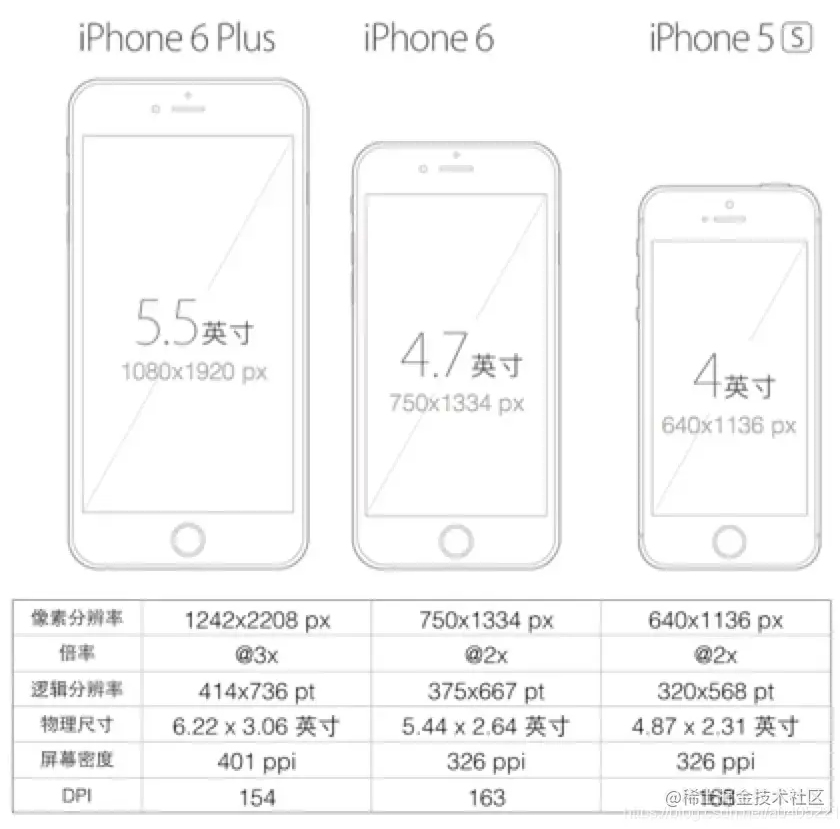 iPhone 6 Plus iPhone 6 iPhone 5 S
5.5英寸
1080x1920 px
4.7英寸
750x1334 px
4英寸
640x1136 px
像素分辨率 1242x2208 px 750x1334 px 640x1136 px
倍率 @3x @2x @2x
逻辑分辨率 414x736 pt 375x667 pt 320x568 pt
物理尺寸 6.22 x 3.06 英寸 5.44 x 2.64 英寸 4.87 x 2.31 英寸
屏幕密度 401 ppi 326 ppi 326 ppi
DPI 154 163 163
@稀土掘金技术社区